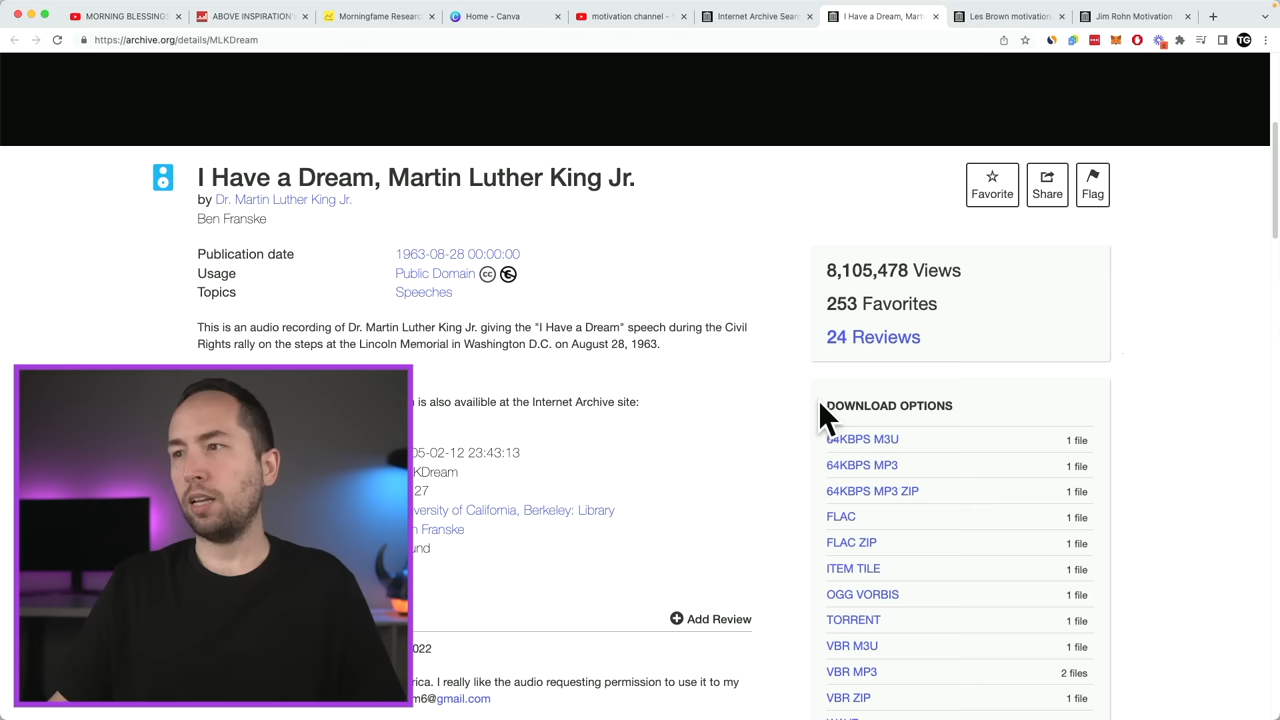 MORNING BLESSINGS
ABOVE INSPIRATION'
Morningfame Researc
Home - Canva
motivation channel -
Internet Archive Sear
I Have a Dream, Mart
Les Brown motivation
Jim Rohn Motivation
https://archive.org/details/MLKDream
TG
I Have a Dream, Martin Luther King Jr.
by Dr. Martin Luther King Jr.
Ben Franske
Favorite
Share
Flag
Publication date 1963-08-28 00:00:00
Usage Public Domain
Topics Speeches
This is an audio recording of Dr. Martin Luther King Jr. giving the "I Have a Dream" speech during the Civil
Rights rally on the steps at the Lincoln Memorial in Washington D.C. on August 28, 1963.
is also availible at the Internet Archive site:
05-02-12 23:43:13
KDream
27
versity of California, Berkeley: Library
n Franske
und
Add Review
022
rica. I really like the audio requesting permission to use it to my
m6@gmail.com
8,105,478 Views
253 Favorites
24 Reviews
DOWNLOAD OPTIONS
64KBPS M3U 1 file
64KBPS MP3 1 file
64KBPS MP3 ZIP 1 file
FLAC 1 file
FLAC ZIP 1 file
ITEM TILE 1 file
OGG VORBIS 1 file
TORRENT 1 file
VBR M3U 1 file
VBR MP3 2 files
VBR ZIP 1 file